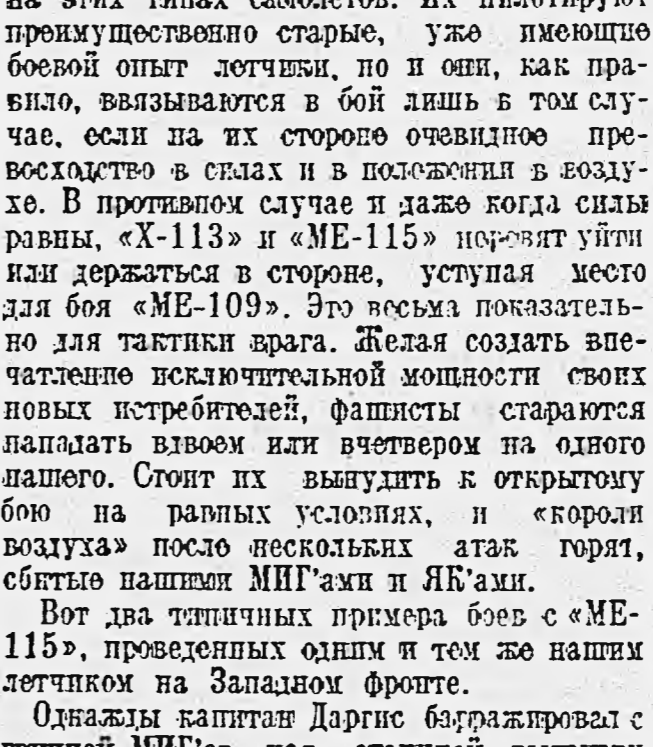 на этих типах самолетов. Их пилотируют
преимущественно старые, уже имеющие
боевой опыт летчики, но и они, как пра-
вило, ввязываются в бой лишь в том слу-
чае, если на их стороне очевидное пре-
восходство в силах и в положении в возду-
хе. В противном случае и даже когда силы
равны, «Х-113» и «МЕ-115» норовят уйти
или держаться в стороне, уступая место
для боя «МЕ-109». Это весьма показатель-
но для тактики врага. Желая создать впе-
чатление исключительной мощности своих
новых истребителей, фашисты стараются
нападать вдвоем или вчетвером на одного
нашего. Стоит их вынудить к открытому
бою на равных условиях, и «короли
воздуха» после нескольких атак горят,
сбитые нашими МИГ'ами и ЯК'ами.
Вот два типичных примера боев с «МЕ-
115», проведенных одним и тем же нашим
летчиком на Западном фронте.
Однажды капитан Даргис барражировал с